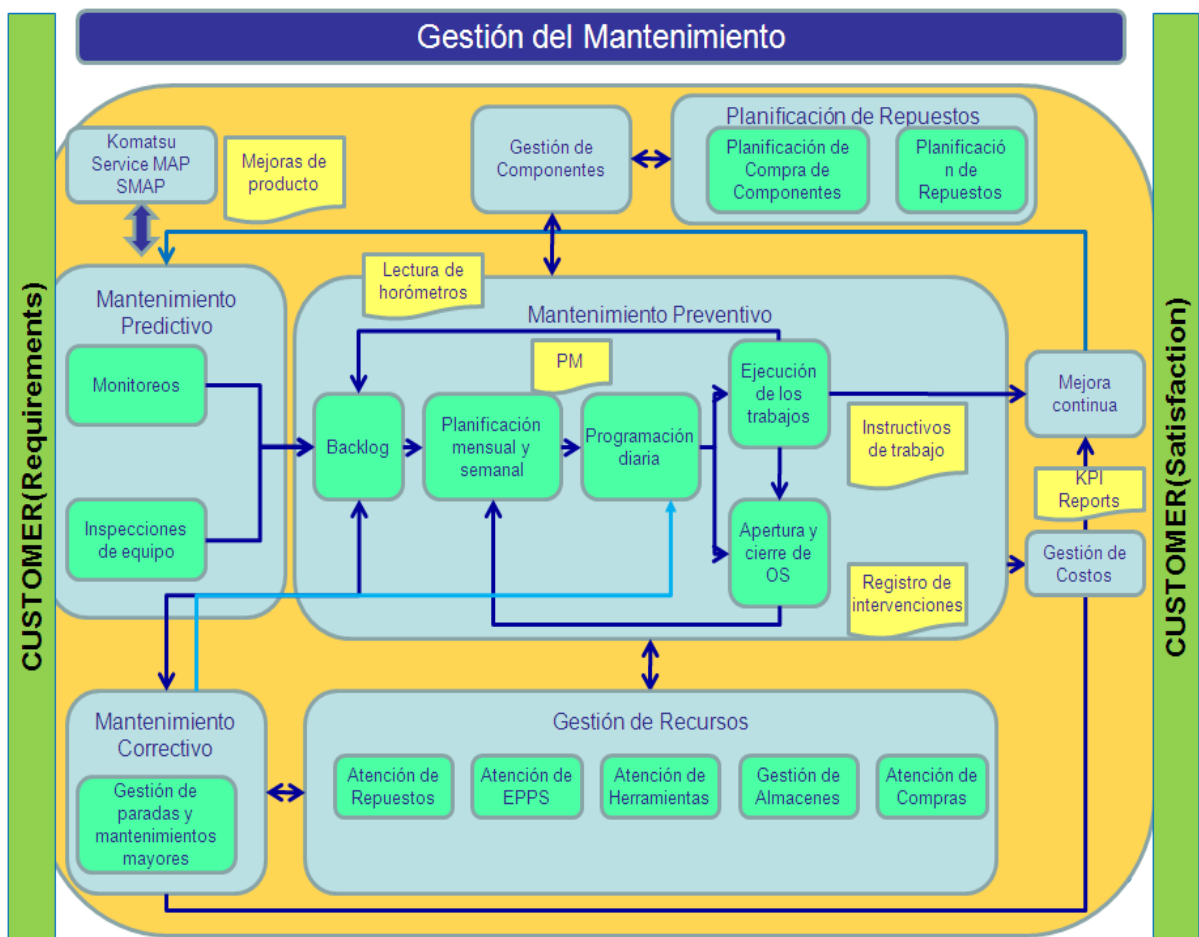 Gestión del Mantenimiento
CUSTOMER(Requirements)
CUSTOMER(Satisfaction)
Komatsu
Service MAP
SMAP
Mejoras de
producto
Gestión de
Componentes
Planificación de Repuestos
Planificación de
Compra de
Componentes
Planificació
n de
Repuestos
Mantenimiento
Predictivo
Monitoreos
Inspecciones
de equipo
Lectura de
horómetros
Mantenimiento Preventivo
PM
Backlog
Planificación
mensual y
semanal
Programación
diaria
Ejecución
de los
trabajos
Apertura y
cierre de
OS
Instructivos
de trabajo
Registro de
intervenciones
Mejora
continua
KPI
Reports
Gestión de
Costos
Mantenimiento
Correctivo
Gestión de
paradas y
mantenimientos
mayores
Gestión de Recursos
Atención de
Repuestos
Atención de
EPPS
Atención de
Herramientas
Gestión de
Almacenes
Atención de
Compras